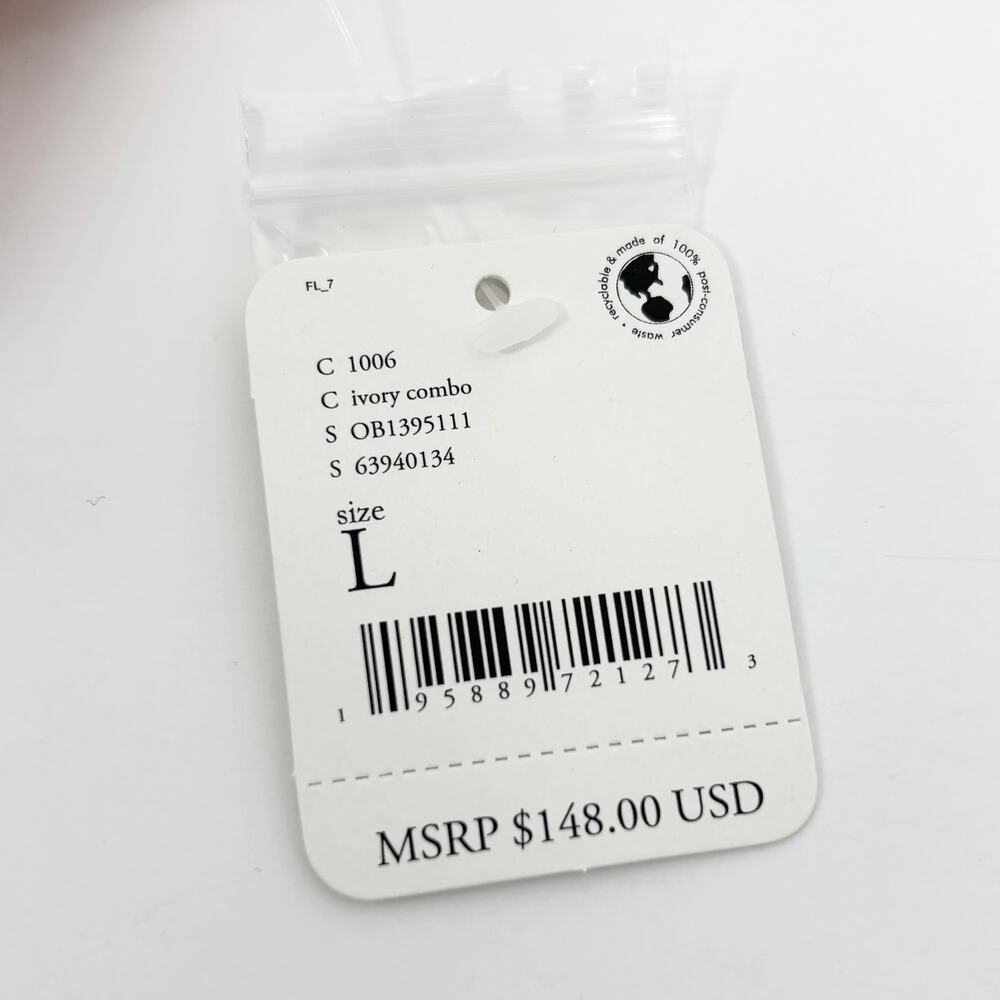 FL_7
recyclable & made of 100% post-consumer waste •
C 1006
C ivory combo
S OB1395111
S 63940134
size
L
1 95889 72127 3
MSRP $148.00 USD